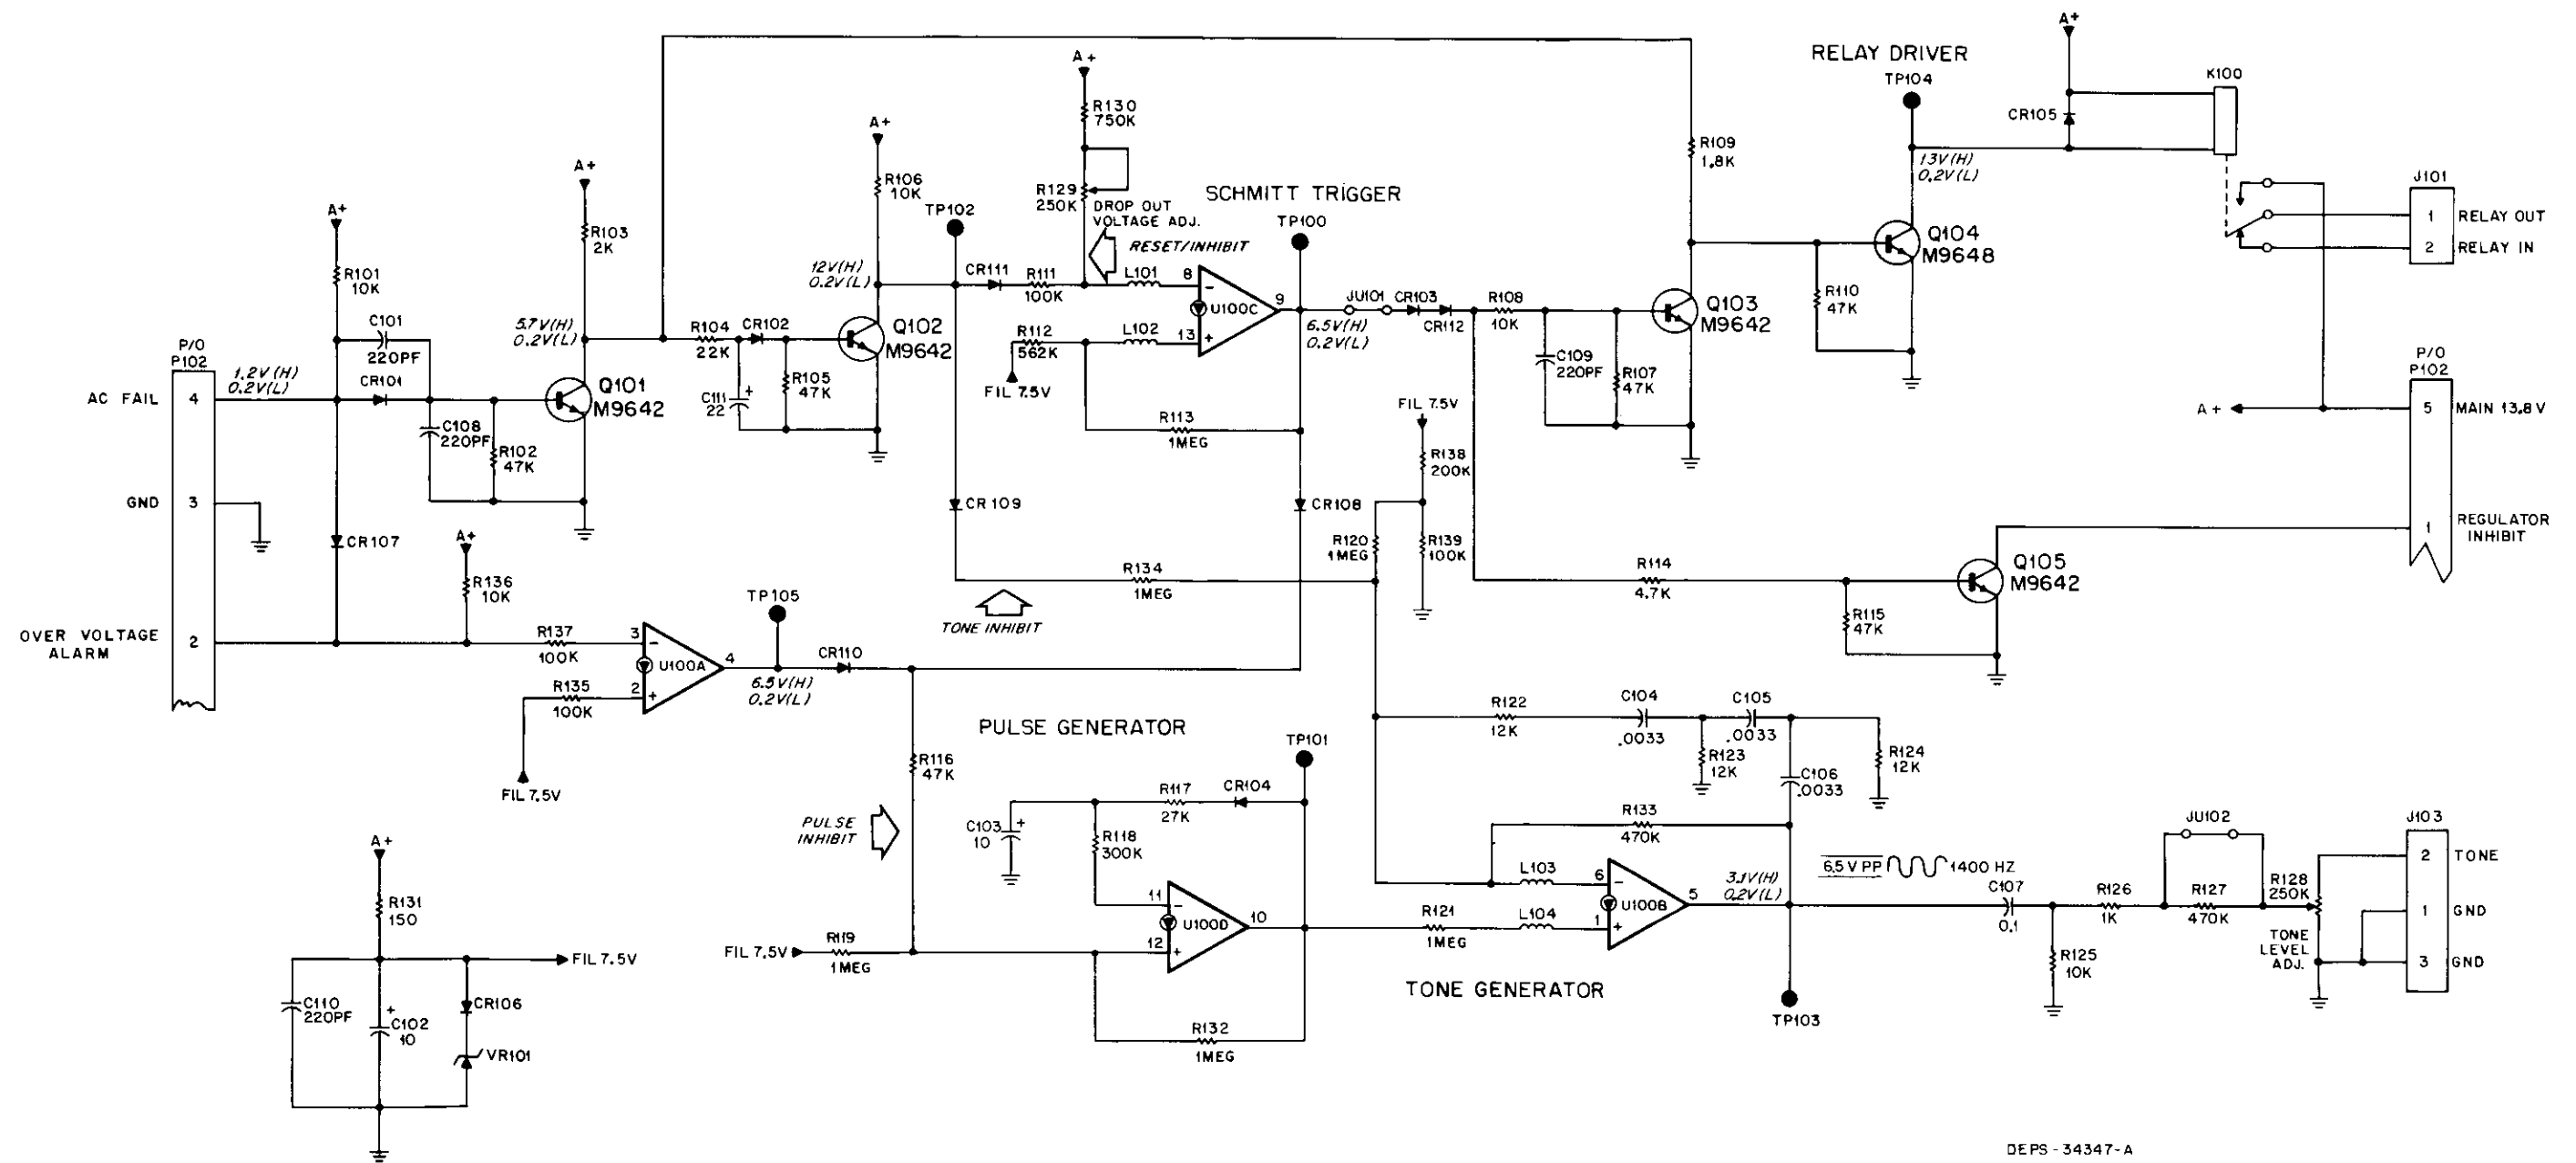 A+
RELAY DRIVER
TP104
K100
CR105
A+
R130
750K
R129
250K
DROP OUT
VOLTAGE ADJ.
RESET/INHIBIT
SCHMITT TRIGGER
TP100
R109
1.8K
13V(H)
0.2V(L)
J101
1
RELAY OUT
2
RELAY IN
A+
R106
10K
TP102
A+
R103
2K
A+
R101
10K
C101
220PF
CR101
P/O
P102
AC FAIL
4
1.2V(H)
0.2V(L)
5.7V(H)
0.2V(L)
Q101
M9642
C108
220PF
R102
47K
R104
22K
CR102
C111
22
R105
47K
12V(H)
0.2V(L)
Q102
M9642
CR111
R111
100K
L101
8
-
U100C
9
13
+
R112
562K
L102
FIL 7.5V
R113
1MEG
6.5V(H)
0.2V(L)
JU101
CR103
CR112
R108
10K
C109
220PF
R107
47K
Q103
M9642
Q104
M9648
R110
47K
P/O
P102
A+
5
MAIN 13.8V
1
REGULATOR
INHIBIT
GND
3
CR107
A+
R136
10K
OVER VOLTAGE
ALARM
2
R137
100K
R135
100K
FIL 7.5V
3
-
U100A
4
2
+
TP105
6.5V(H)
0.2V(L)
CR110
CR109
CR108
R134
1MEG
TONE INHIBIT
FIL 7.5V
R138
200K
R120
1MEG
R139
100K
R114
4.7K
R115
47K
Q105
M9642
PULSE GENERATOR
R116
47K
PULSE
INHIBIT
TP101
R117
27K
CR104
C103
10
+
R118
300K
11
-
U100D
10
12
+
FIL 7.5V
R119
1MEG
R132
1MEG
R122
12K
C104
.0033
C105
.0033
R123
12K
C106
.0033
R124
12K
R133
470K
L103
6
-
U100B
5
1
+
R121
1MEG
L104
TONE GENERATOR
3.1V(H)
0.2V(L)
6.5 V PP
1400 HZ
TP103
C107
0.1
R125
10K
R126
1K
JU102
R127
470K
R128
250K
TONE
LEVEL
ADJ.
J103
2
TONE
1
GND
3
GND
A+
R131
150
FIL 7.5V
C110
220PF
+
C102
10
CR106
VR101
DEPS-34347-A